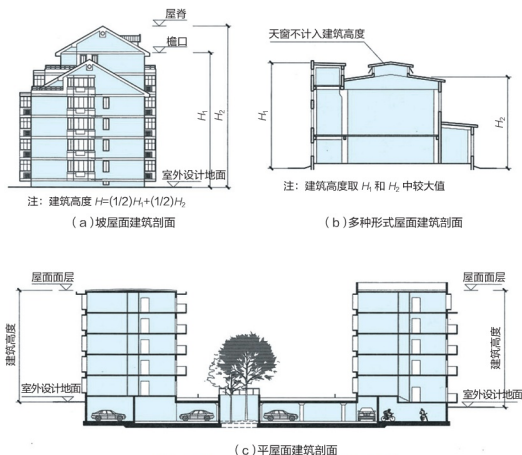 屋脊
檐口
H₁
H₂
室外设计地面
注：建筑高度 H=(1/2)H₁+(1/2)H₂
（a）坡屋面建筑剖面
天窗不计入建筑高度
H₁
H₂
注：建筑高度取 H₁ 和 H₂ 中较大值
（b）多种形式屋面建筑剖面
屋面面层
建筑高度
室外设计地面
屋面面层
建筑高度
室外设计地面
（c）平屋面建筑剖面